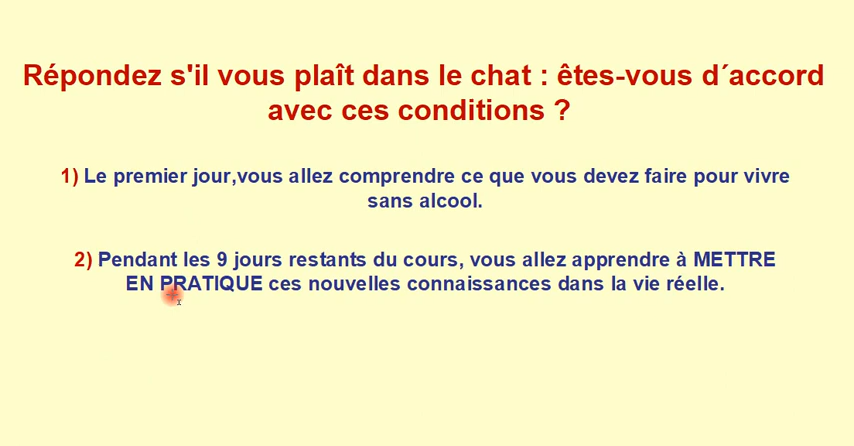 Répondez s'il vous plaît dans le chat : êtes-vous d´accord
avec ces conditions ?
1) Le premier jour,vous allez comprendre ce que vous devez faire pour vivre
sans alcool.
2) Pendant les 9 jours restants du cours, vous allez apprendre à METTRE
EN PRATIQUE ces nouvelles connaissances dans la vie réelle.